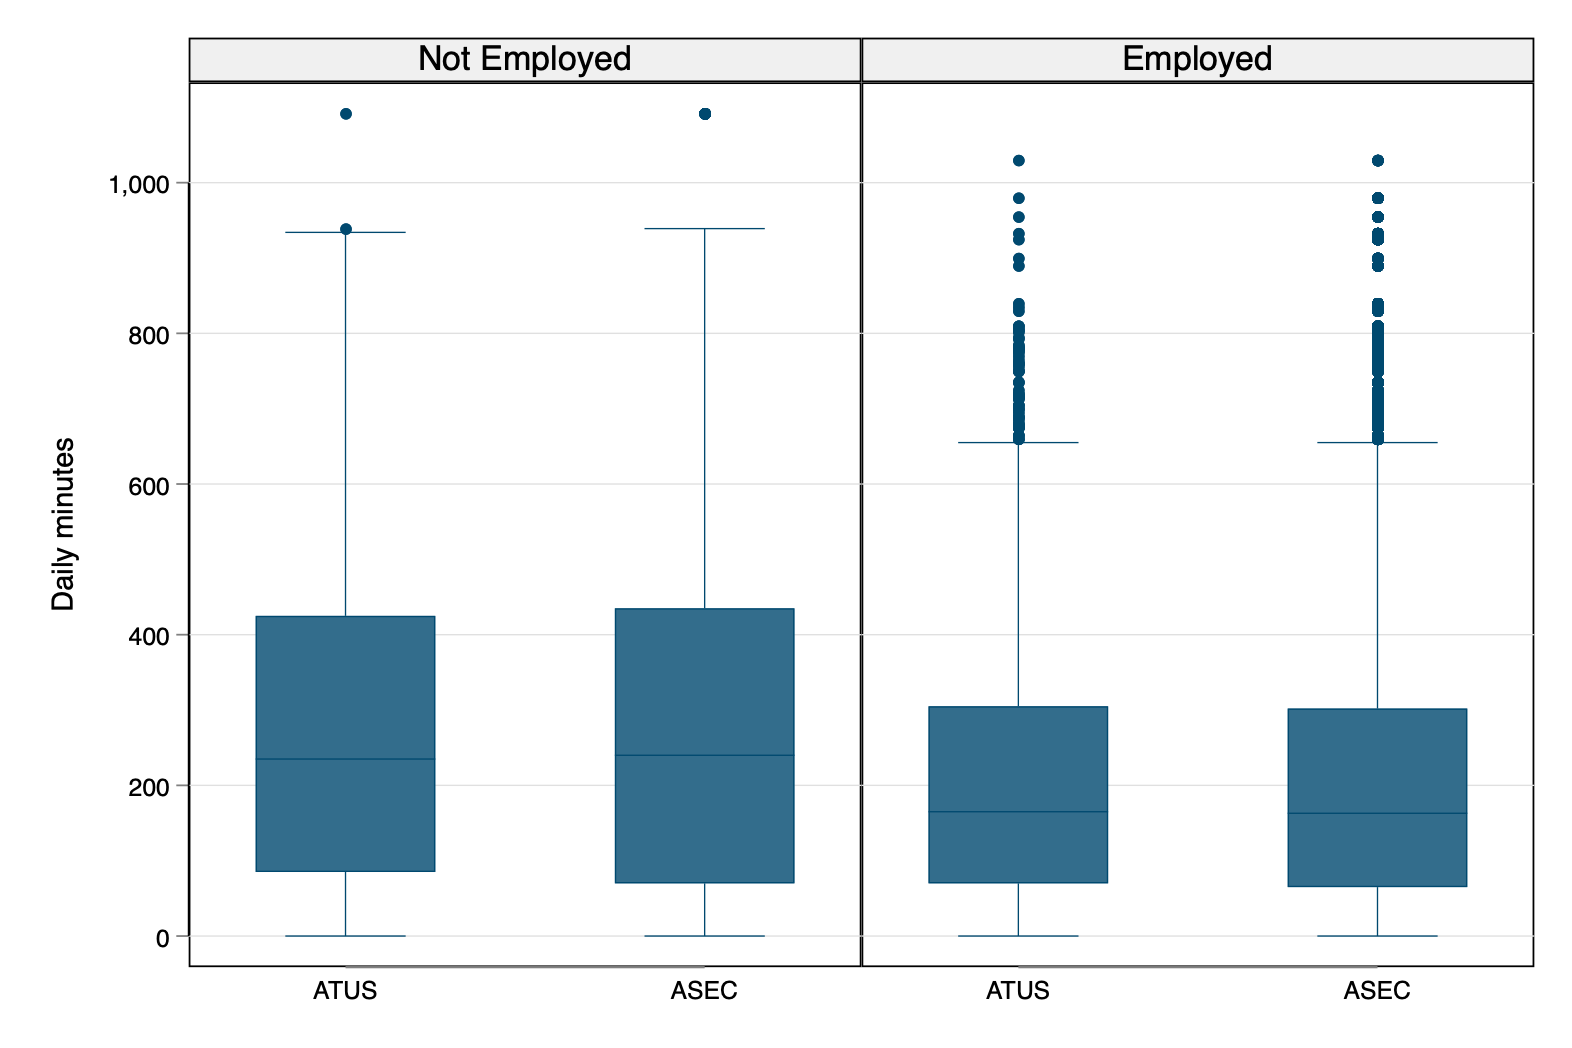 Not Employed
Employed
Daily minutes
1,000
800
600
400
200
0
ATUS
ASEC
ATUS
ASEC